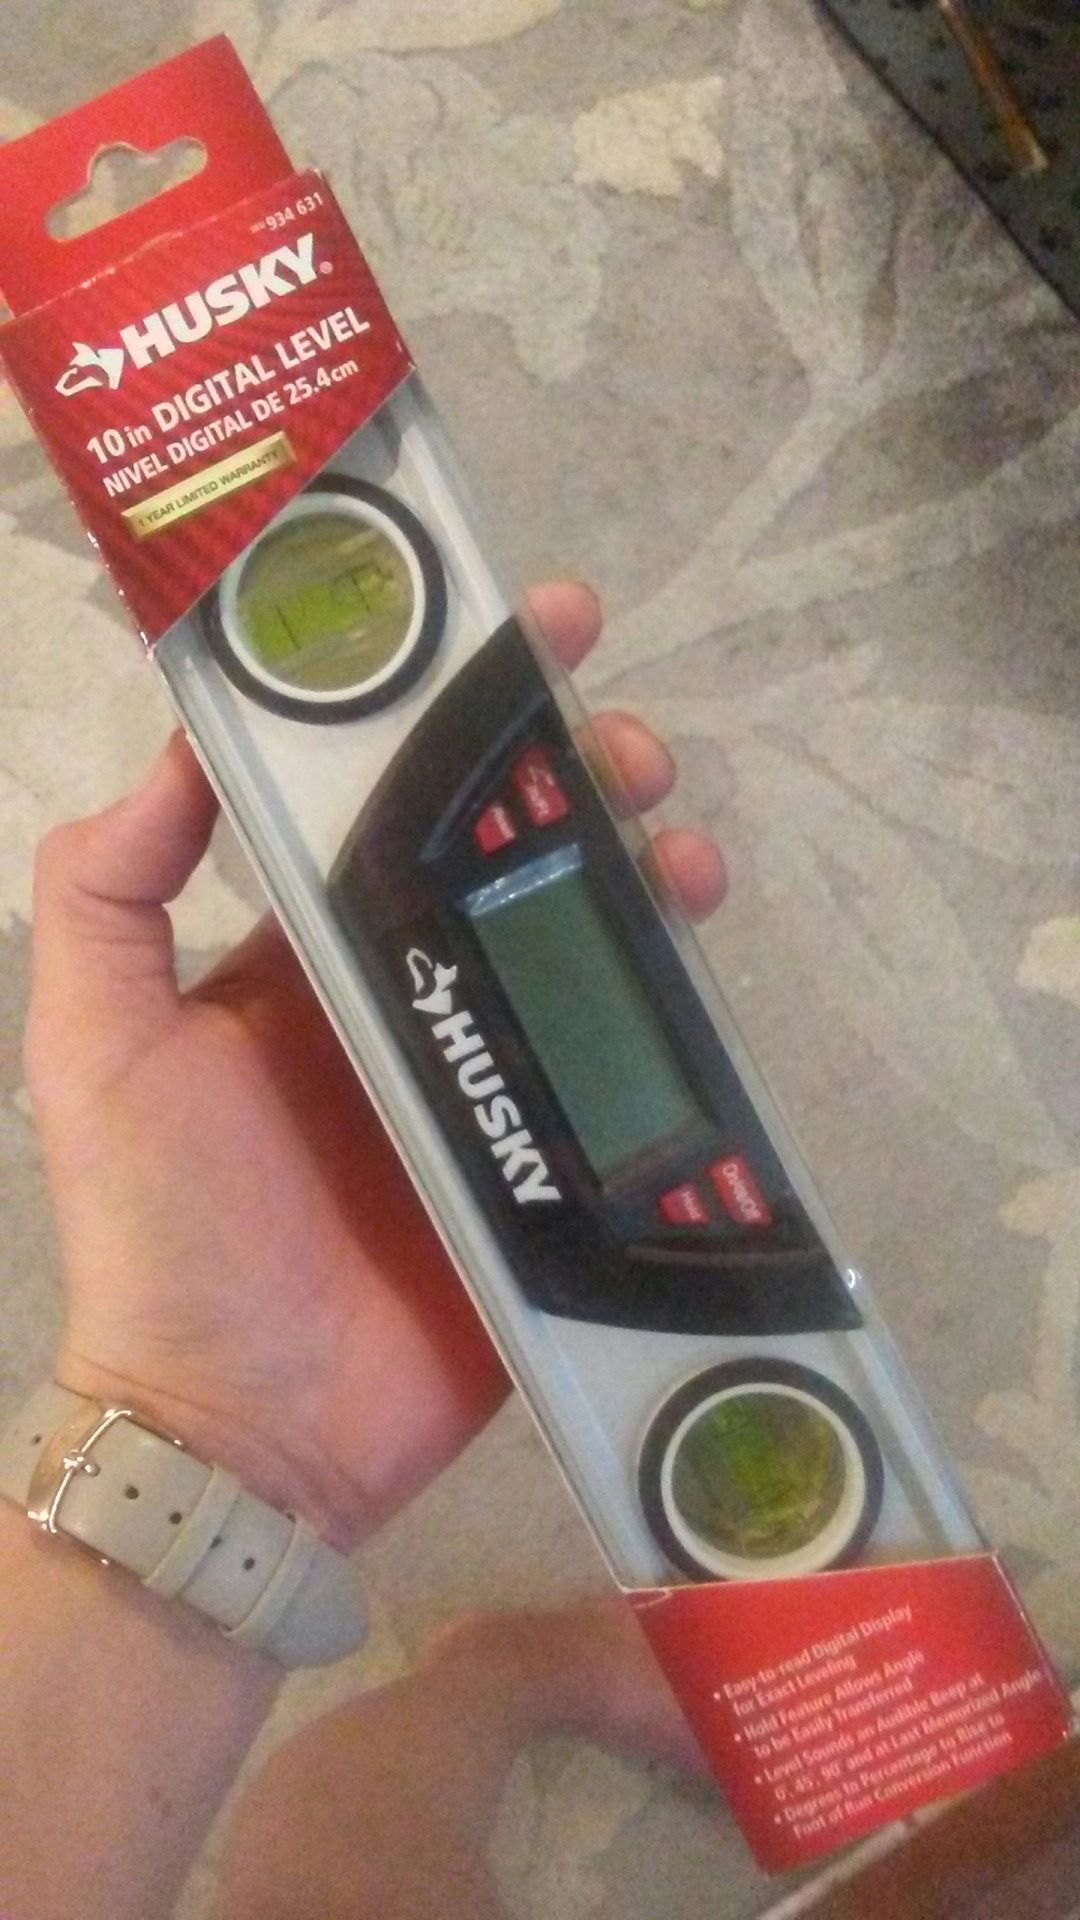 934 631
HUSKY®
10 in DIGITAL LEVEL
NIVEL DIGITAL DE 25.4 cm
1 YEAR LIMITED WARRANTY
HUSKY
On/Off
Hold
• Easy-to-read Digital Display
for Exact Leveling
• Hold Feature Allows Angle
to be Easily Transferred
• Level Sounds an Audible Beep at
0°, 45°, 90° and at Last Memorized Angle
• Degrees to Percentage to Rise to
Foot of Run Conversion Function